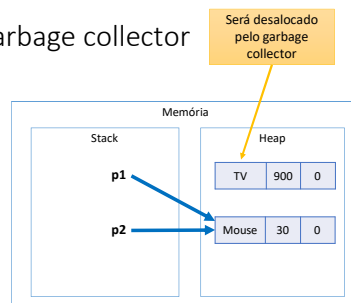 arbage collector
Será desalocado
pelo garbage
collector
Memória
Stack
Heap
p1
TV 900 0
p2
Mouse 30 0